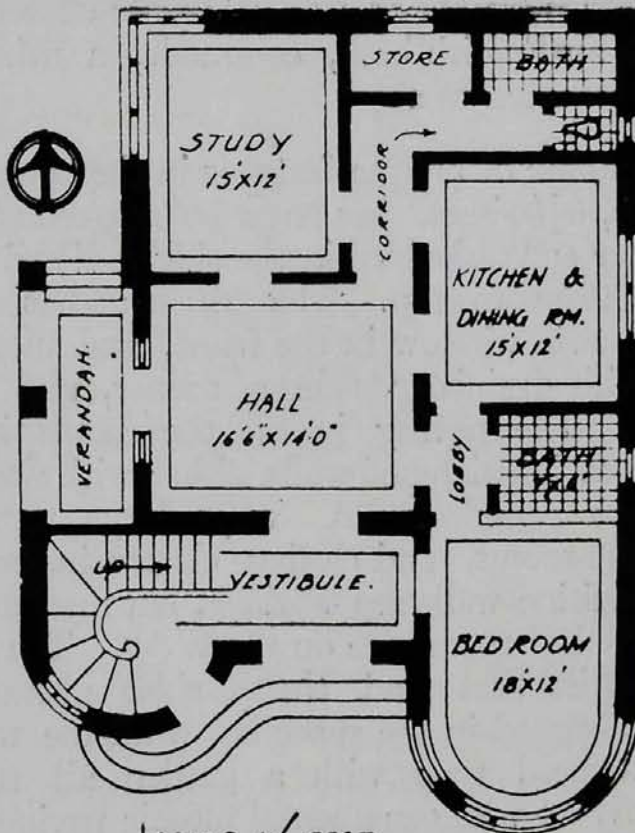 STORE
BATH
STUDY
15'X12'
CORRIDOR
KITCHEN &
DINING RM.
15'X12'
VERANDAH.
HALL
16'6"X14'0"
LOBBY
BATH
UP
VESTIBULE.
BED ROOM
18'X12'